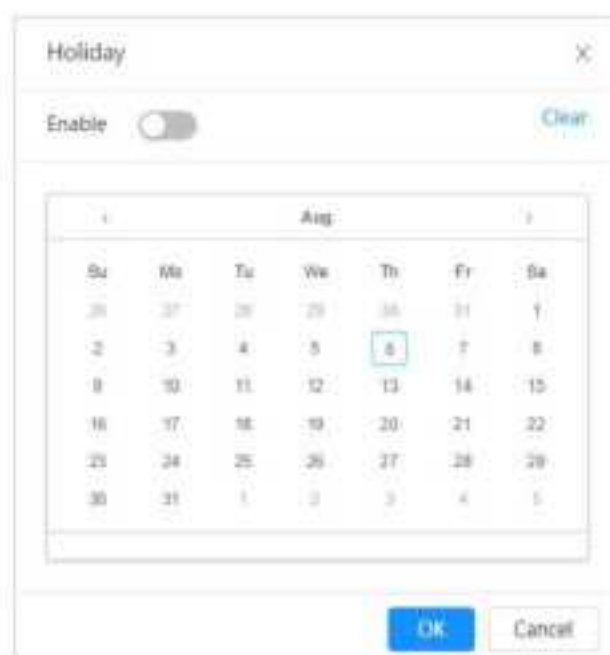 Holiday ×
Enable Clear
‹ Aug ›
Su Mo Tu We Th Fr Sa
26 27 28 29 30 31 1
2 3 4 5 6 7 8
9 10 11 12 13 14 15
16 17 18 19 20 21 22
23 24 25 26 27 28 29
30 31 1 2 3 4 5
OK Cancel